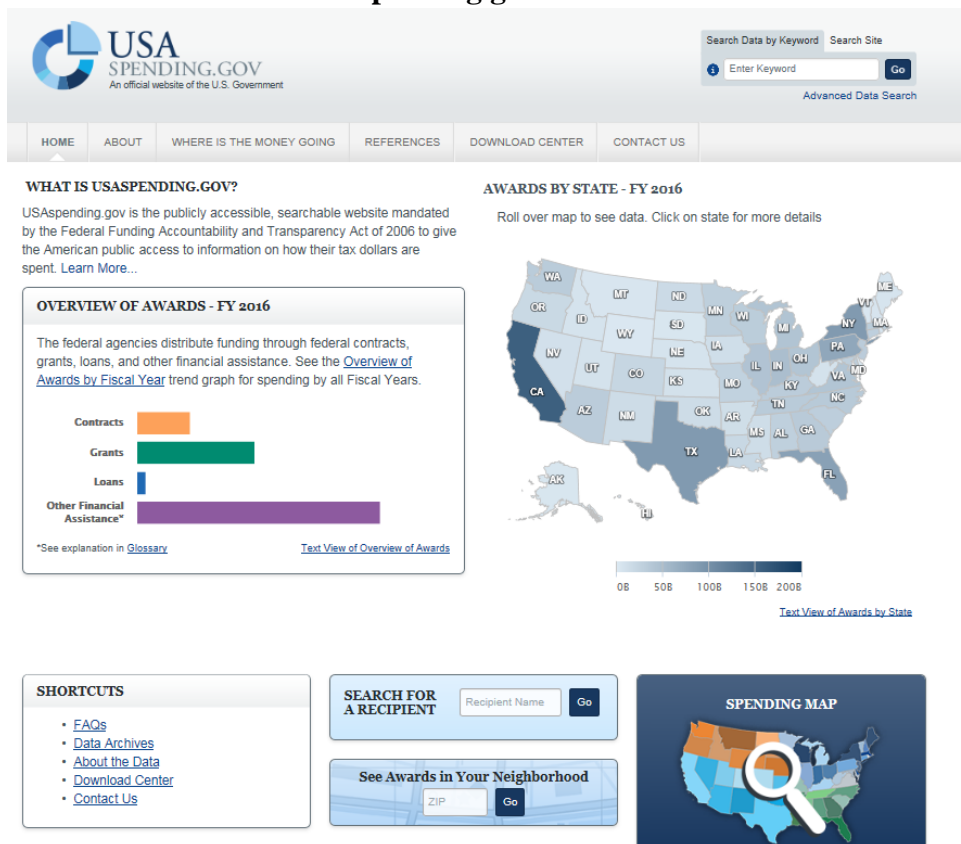 USA
SPENDING.GOV
An official website of the U.S. Government
Search Data by Keyword Search Site
Enter Keyword Go
Advanced Data Search
HOME ABOUT WHERE IS THE MONEY GOING REFERENCES DOWNLOAD CENTER CONTACT US
WHAT IS USASPENDING.GOV?
USAspending.gov is the publicly accessible, searchable website mandated
by the Federal Funding Accountability and Transparency Act of 2006 to give
the American public access to information on how their tax dollars are
spent. Learn More...
OVERVIEW OF AWARDS - FY 2016
The federal agencies distribute funding through federal contracts,
grants, loans, and other financial assistance. See the Overview of
Awards by Fiscal Year trend graph for spending by all Fiscal Years.
Contracts
Grants
Loans
Other Financial
Assistance*
*See explanation in Glossary Text View of Overview of Awards
AWARDS BY STATE - FY 2016
Roll over map to see data. Click on state for more details
WA
MT
ND
ME
VT
OR
ID
MN
WI
MI
NY
MA
SD
WY
PA
NV
NE
IA
OH
UT
CO
IL
IN
MD
VA
KS
MO
KY
CA
NC
TN
AZ
NM
OK
AR
MS
AL
GA
TX
LA
FL
AK
HI
0B 50B 100B 150B 200B
Text View of Awards by State
SHORTCUTS
• FAQs
• Data Archives
• About the Data
• Download Center
• Contact Us
SEARCH FOR
A RECIPIENT
Recipient Name Go
See Awards in Your Neighborhood
ZIP Go
SPENDING MAP